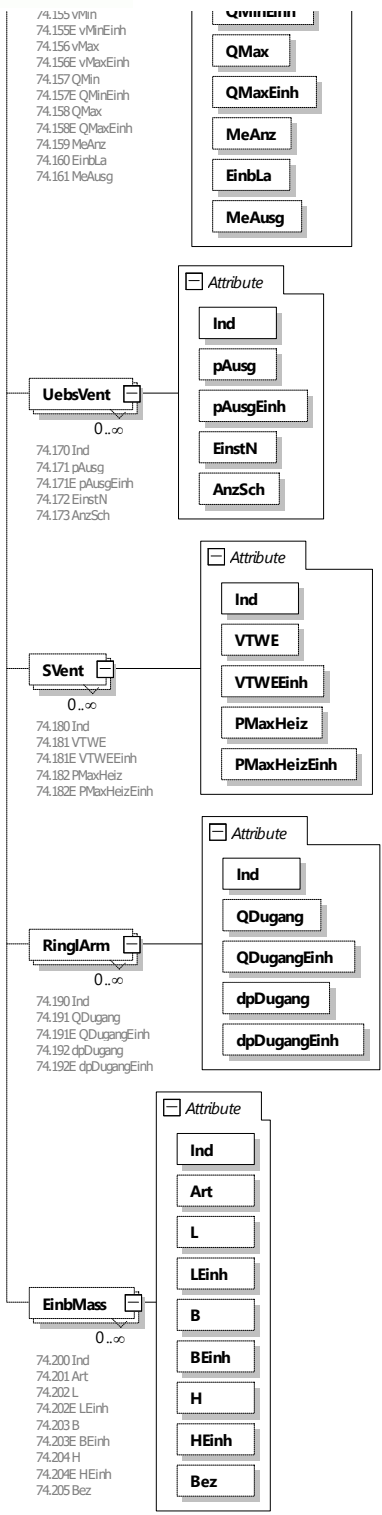 74.155 vMin
74.155E vMinEinh
74.156 vMax
74.156E vMaxEinh
74.157 QMin
74.157E QMinEinh
74.158 QMax
74.158E QMaxEinh
74.159 MeAnz
74.160 EinbLa
74.161 MeAusg
QMinEinh
QMax
QMaxEinh
MeAnz
EinbLa
MeAusg
Attribute
Ind
pAusg
pAusgEinh
EinstN
AnzSch
UebsVent
0..∞
74.170 Ind
74.171 pAusg
74.171E pAusgEinh
74.172 EinstN
74.173 AnzSch
Attribute
Ind
VTWE
VTWEEinh
PMaxHeiz
PMaxHeizEinh
SVent
0..∞
74.180 Ind
74.181 VTWE
74.181E VTWEEinh
74.182 PMaxHeiz
74.182E PMaxHeizEinh
Attribute
Ind
QDugang
QDugangEinh
dpDugang
dpDugangEinh
RinglArm
0..∞
74.190 Ind
74.191 QDugang
74.191E QDugangEinh
74.192 dpDugang
74.192E dpDugangEinh
Attribute
Ind
Art
L
LEinh
B
BEinh
H
HEinh
Bez
EinbMass
0..∞
74.200 Ind
74.201 Art
74.202 L
74.202E LEinh
74.203 B
74.203E BEinh
74.204 H
74.204E HEinh
74.205 Bez